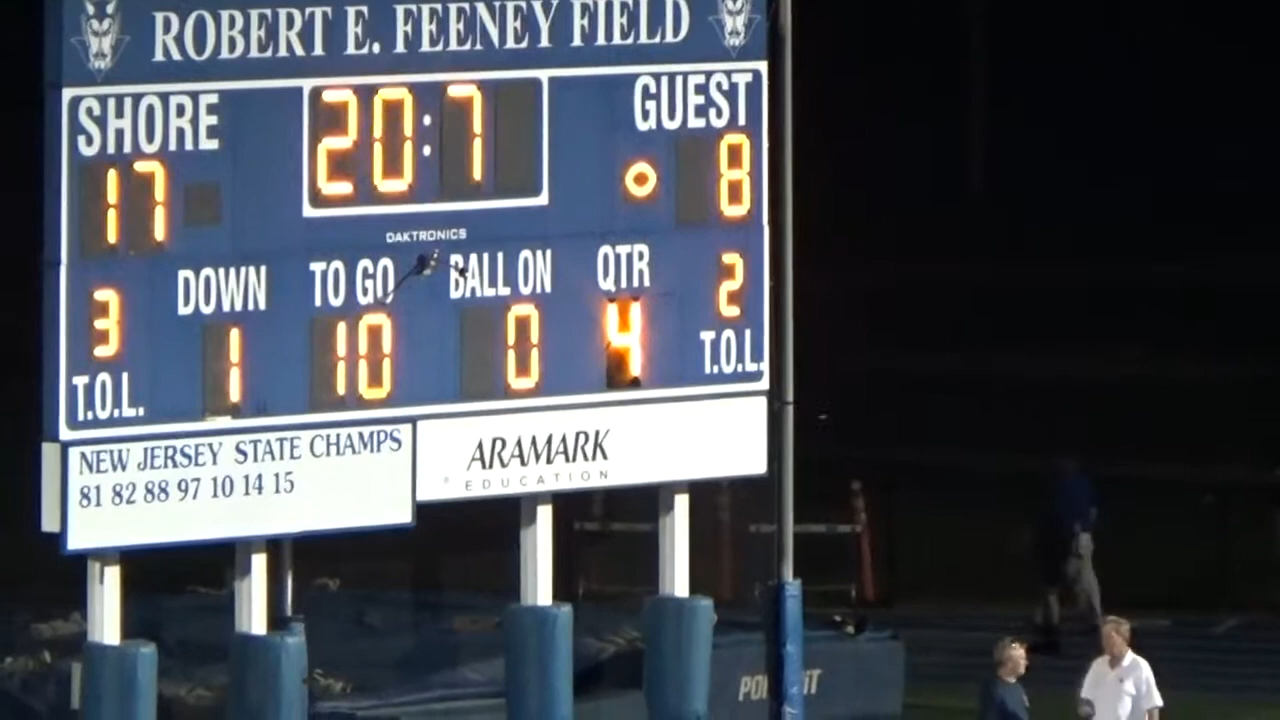 ROBERT E. FEENEY FIELD
SHORE 20:7 GUEST
17 8
DAKTRONICS
DOWN TO GO BALL ON QTR 2
3 1 10 0 4
T.O.L. T.O.L.
NEW JERSEY STATE CHAMPS
81 82 88 97 10 14 15
ARAMARK
EDUCATION